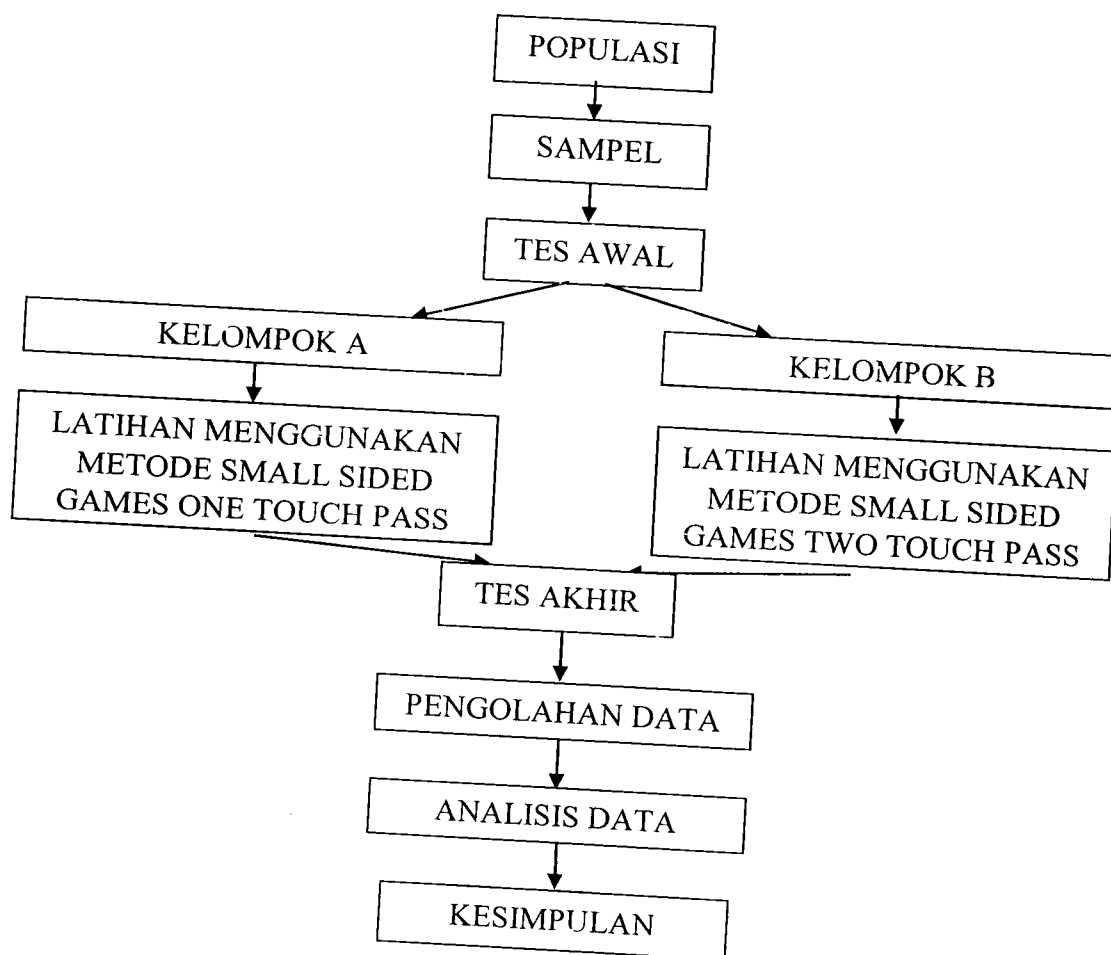 POPULASI
SAMPEL
TES AWAL
KELOMPOK A
KELOMPOK B
LATIHAN MENGGUNAKAN
METODE SMALL SIDED
GAMES ONE TOUCH PASS
LATIHAN MENGGUNAKAN
METODE SMALL SIDED
GAMES TWO TOUCH PASS
TES AKHIR
PENGOLAHAN DATA
ANALISIS DATA
KESIMPULAN